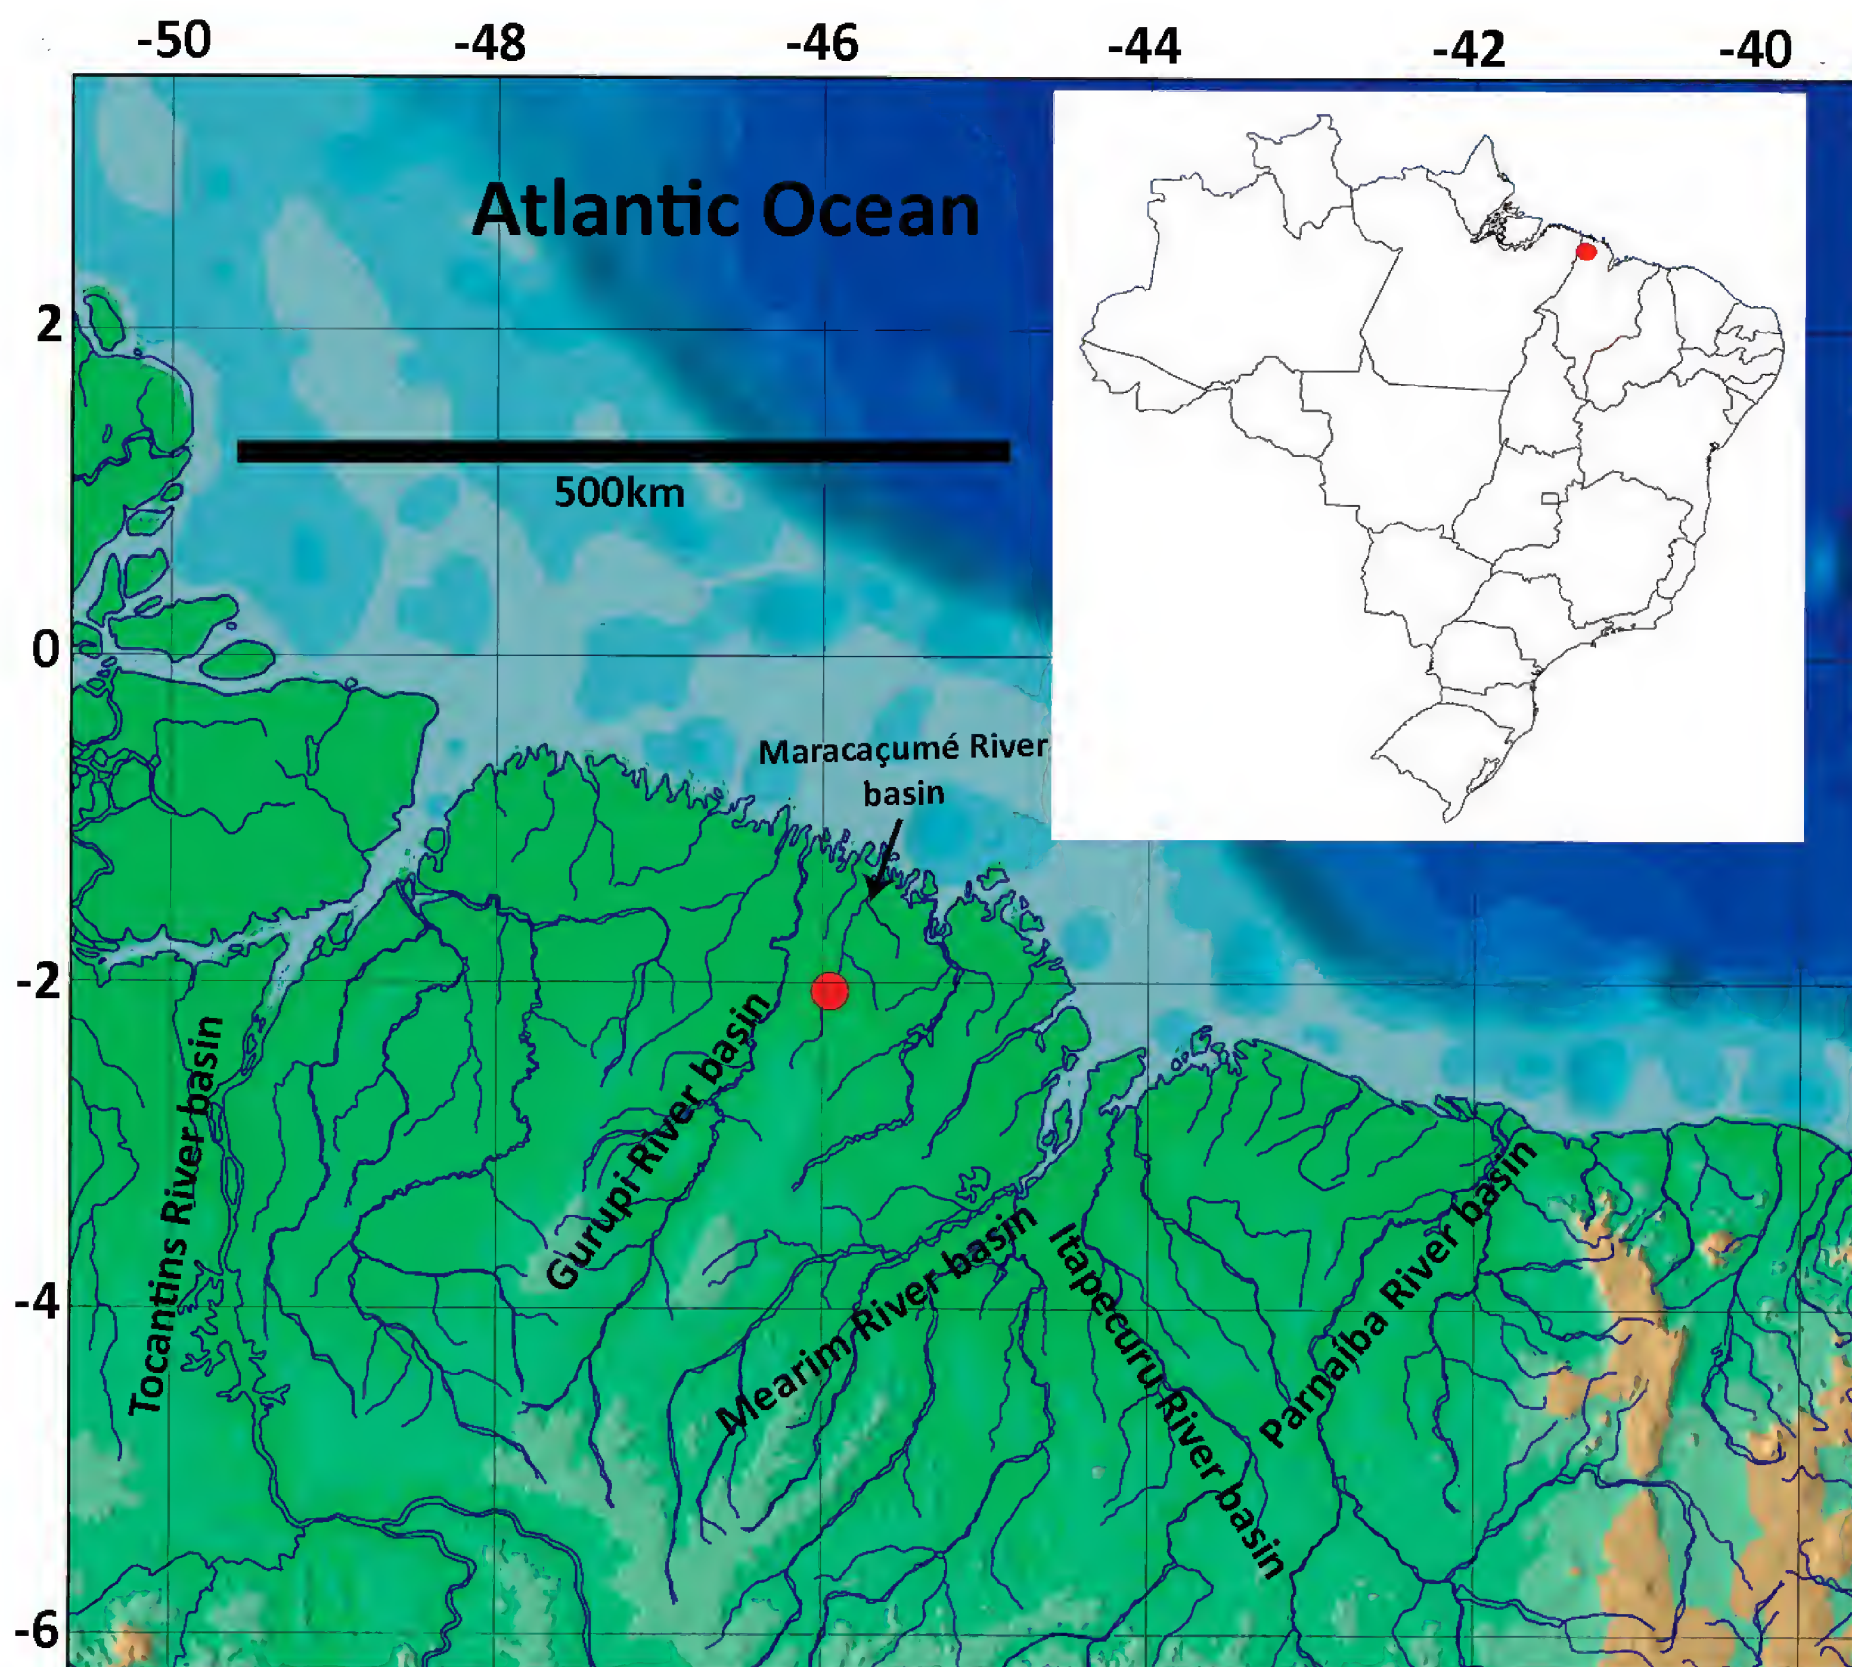 -50 -48 -46 -44 -42 -40
Atlantic Ocean
2
500km
0
Maracaçumé River
basin
-2
Tocantins River basin
Gurupi River basin
Mearim River basin
Itapecuru River basin
Parnaíba River basin
-4
-6